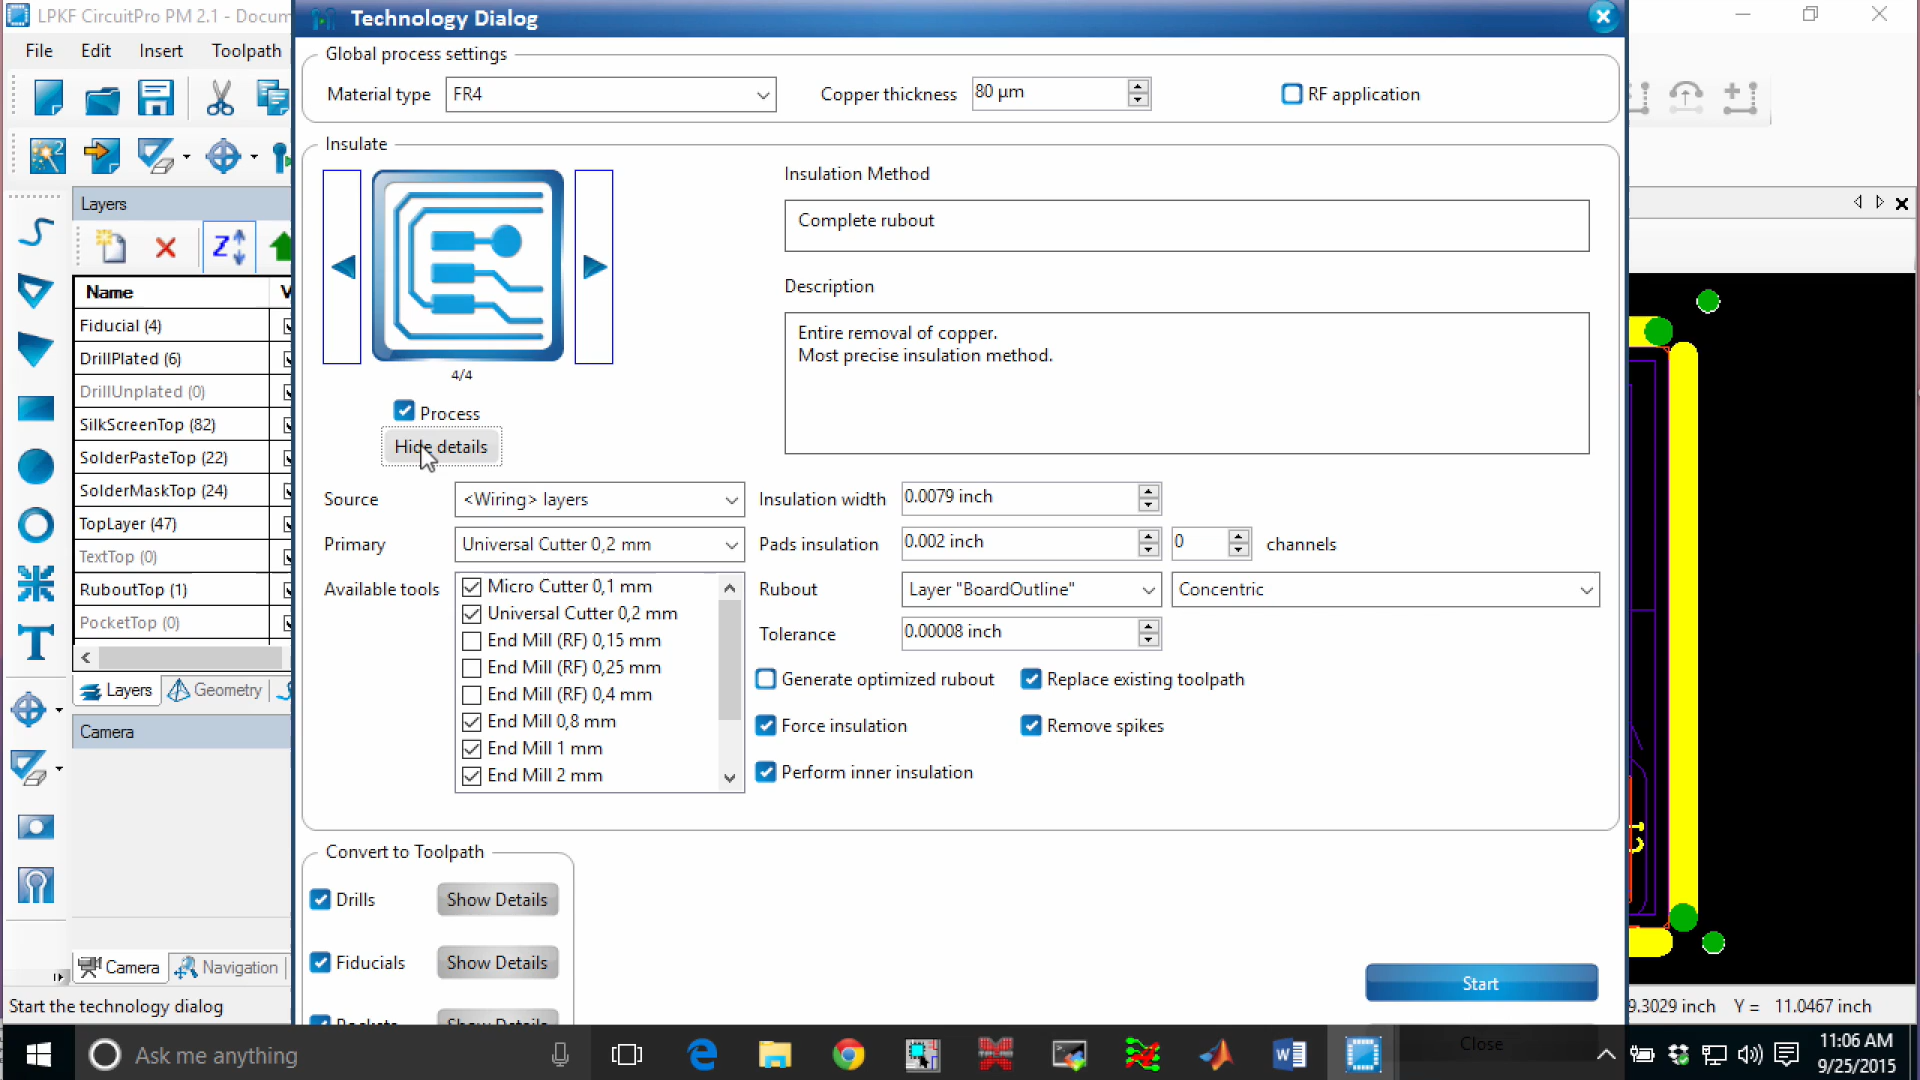 LPKF CircuitPro PM 2.1 - Docum
Technology Dialog
File Edit Insert Toolpath
Global process settings
Material type FR4 Copper thickness 80 µm RF application
Insulate
Insulation Method
Complete rubout
Description
Entire removal of copper.
Most precise insulation method.
4/4
Process
Hide details
Source <Wiring> layers Insulation width 0.0079 inch
Primary Universal Cutter 0,2 mm Pads insulation 0.002 inch 0 channels
Available tools
Micro Cutter 0,1 mm
Universal Cutter 0,2 mm
End Mill (RF) 0,15 mm
End Mill (RF) 0,25 mm
End Mill (RF) 0,4 mm
End Mill 0,8 mm
End Mill 1 mm
End Mill 2 mm
Rubout Layer "BoardOutline" Concentric
Tolerance 0.00008 inch
Generate optimized rubout Replace existing toolpath
Force insulation Remove spikes
Perform inner insulation
Convert to Toolpath
Drills Show Details
Fiducials Show Details
Start
Close
Layers
Z
Name V
Fiducial (4)
DrillPlated (6)
DrillUnplated (0)
SilkScreenTop (82)
SolderPasteTop (22)
SolderMaskTop (24)
TopLayer (47)
TextTop (0)
RuboutTop (1)
PocketTop (0)
Layers Geometry
Camera
Camera Navigation
Start the technology dialog
9.3029 inch Y = 11.0467 inch
Ask me anything
11:06 AM
9/25/2015